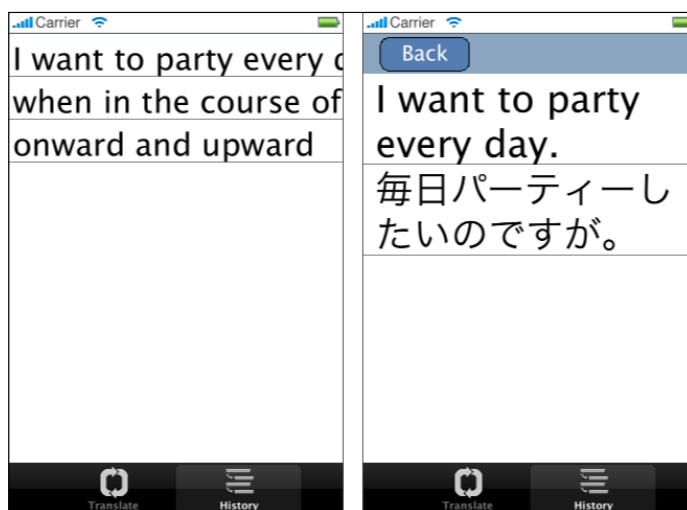 Carrier
I want to party every d
when in the course of
onward and upward
Translate
History
Carrier
Back
I want to party
every day.
毎日パーティーし
たいのですが。
Translate
History